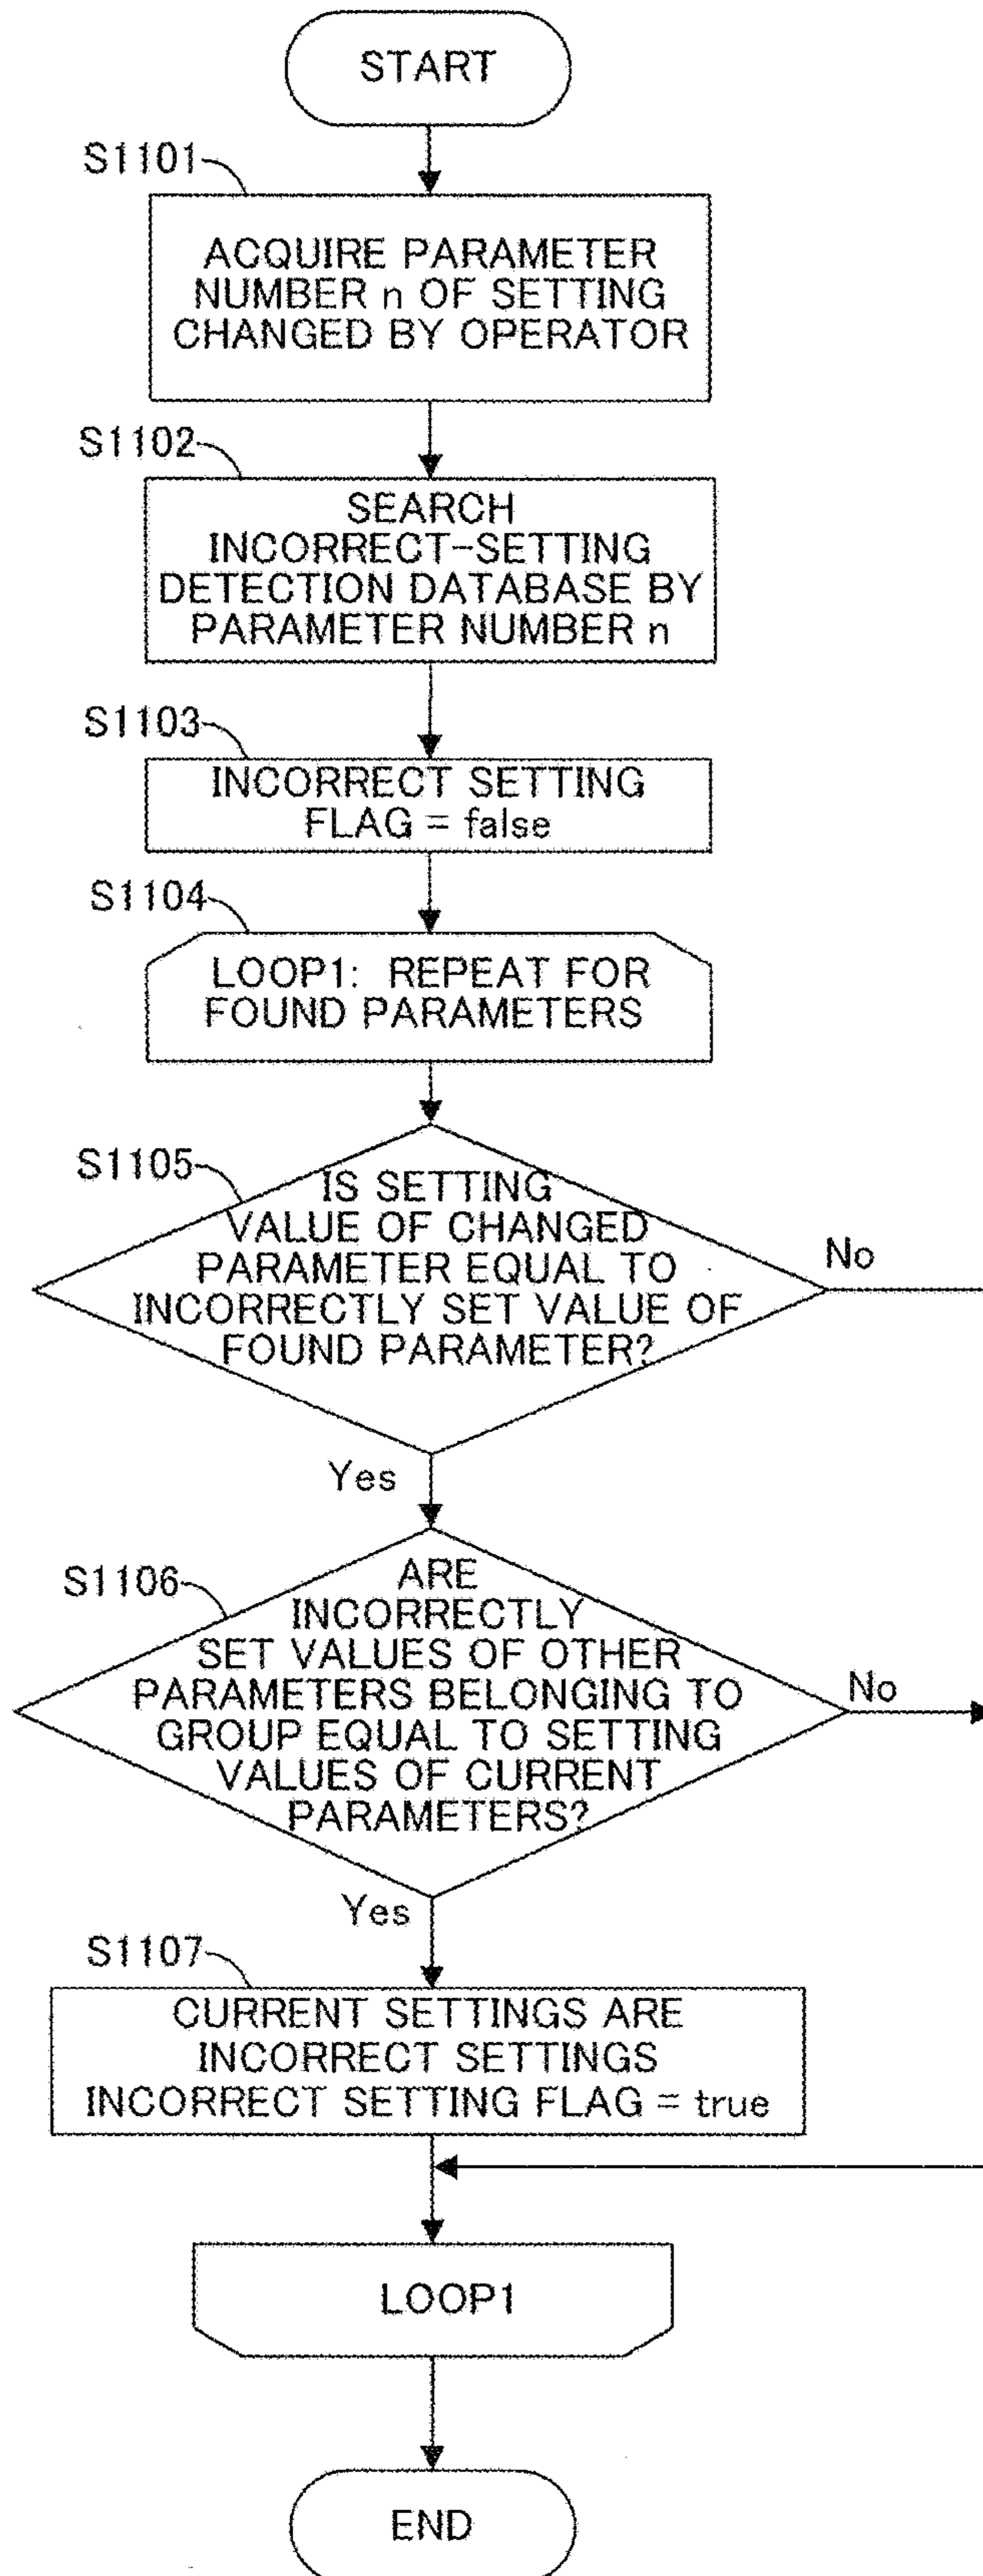 START
S1101
ACQUIRE PARAMETER
NUMBER n OF SETTING
CHANGED BY OPERATOR
S1102
SEARCH
INCORRECT-SETTING
DETECTION DATABASE BY
PARAMETER NUMBER n
S1103
INCORRECT SETTING
FLAG = false
S1104
LOOP1: REPEAT FOR
FOUND PARAMETERS
S1105
IS SETTING
VALUE OF CHANGED
PARAMETER EQUAL TO
INCORRECTLY SET VALUE OF
FOUND PARAMETER?
No
Yes
S1106
ARE
INCORRECTLY
SET VALUES OF OTHER
PARAMETERS BELONGING TO
GROUP EQUAL TO SETTING
VALUES OF CURRENT
PARAMETERS?
No
Yes
S1107
CURRENT SETTINGS ARE
INCORRECT SETTINGS
INCORRECT SETTING FLAG = true
LOOP1
END